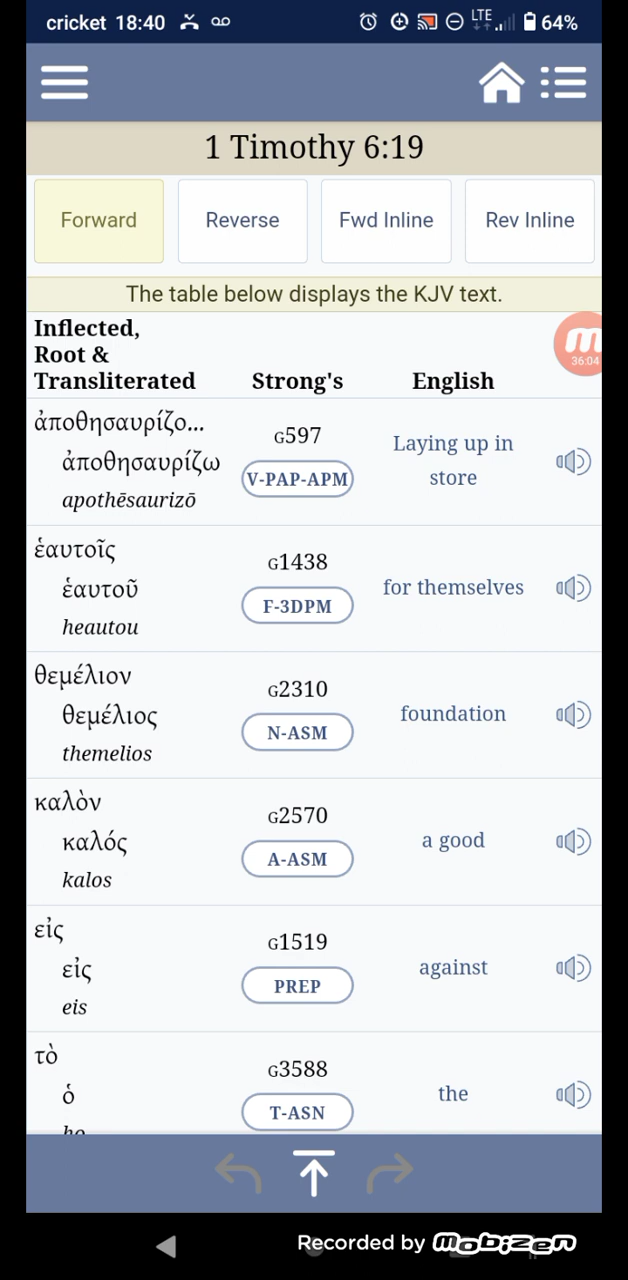 cricket 18:40 LTE 64%
1 Timothy 6:19
Forward Reverse Fwd Inline Rev Inline
The table below displays the KJV text.
Inflected,
Root &
Transliterated Strong's English
36:04
ἀποθησαυρίζο... G597 Laying up in store
ἀποθησαυρίζω V-PAP-APM
apothēsaurizō
ἑαυτοῖς G1438 for themselves
ἑαυτοῦ F-3DPM
heautou
θεμέλιον G2310 foundation
θεμέλιος N-ASM
themelios
καλὸν G2570 a good
καλός A-ASM
kalos
εἰς G1519 against
εἰς PREP
eis
τὸ G3588 the
ὁ T-ASN
ho
Recorded by mobizen